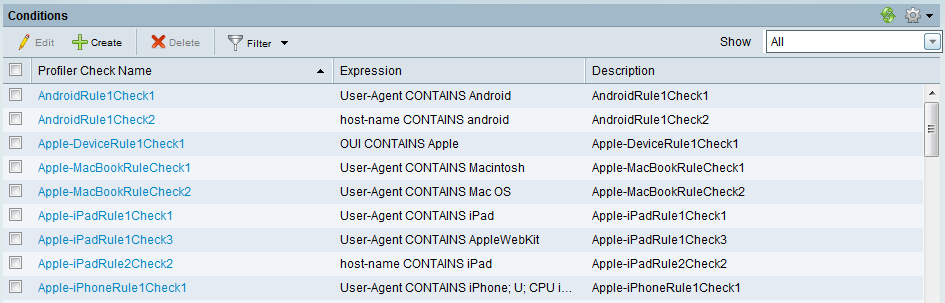 Conditions
Edit Create Delete Filter Show All
Profiler Check Name Expression Description
AndroidRule1Check1 User-Agent CONTAINS Android AndroidRule1Check1
AndroidRule1Check2 host-name CONTAINS android AndroidRule1Check2
Apple-DeviceRule1Check1 OUI CONTAINS Apple Apple-DeviceRule1Check1
Apple-MacBookRuleCheck1 User-Agent CONTAINS Macintosh Apple-MacBookRuleCheck1
Apple-MacBookRuleCheck2 User-Agent CONTAINS Mac OS Apple-MacBookRuleCheck2
Apple-iPadRule1Check1 User-Agent CONTAINS iPad Apple-iPadRule1Check1
Apple-iPadRule1Check3 User-Agent CONTAINS AppleWebKit Apple-iPadRule1Check3
Apple-iPadRule2Check2 host-name CONTAINS iPad Apple-iPadRule2Check2
Apple-iPhoneRule1Check1 User-Agent CONTAINS iPhone; U; CPU i... Apple-iPhoneRule1Check1